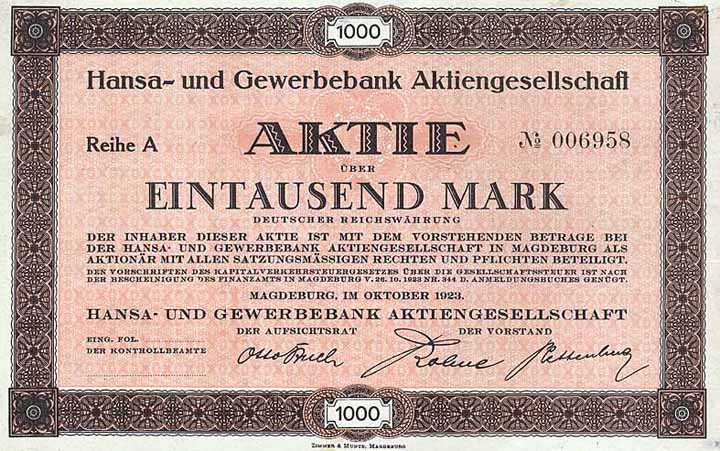 1000
Hansa- und Gewerbebank Aktiengesellschaft
Reihe A AKTIE № 006958
ÜBER
EINTAUSEND MARK
DEUTSCHER REICHSWÄHRUNG
DER INHABER DIESER AKTIE IST MIT DEM VORSTEHENDEN BETRAGE BEI
DER HANSA- UND GEWERBEBANK AKTIENGESELLSCHAFT IN MAGDEBURG ALS
AKTIONÄR MIT ALLEN SATZUNGSMÄSSIGEN RECHTEN UND PFLICHTEN BETEILIGT.
DEN VORSCHRIFTEN DES KAPITALVERKEHRSTEUERGESETZES ÜBER DIE GESELLSCHAFTSSTEUER IST NACH
DER BESCHEINIGUNG DES FINANZAMTS IN MAGDEBURG V. 26. 10. 1923 NR. 344 D. ANMELDUNGSBUCHES GENÜGT.
MAGDEBURG, IM OKTOBER 1923.
HANSA- UND GEWERBEBANK AKTIENGESELLSCHAFT
DER AUFSICHTSRAT DER VORSTAND
EING. FOL.
DER KONTROLLBEAMTE
1000